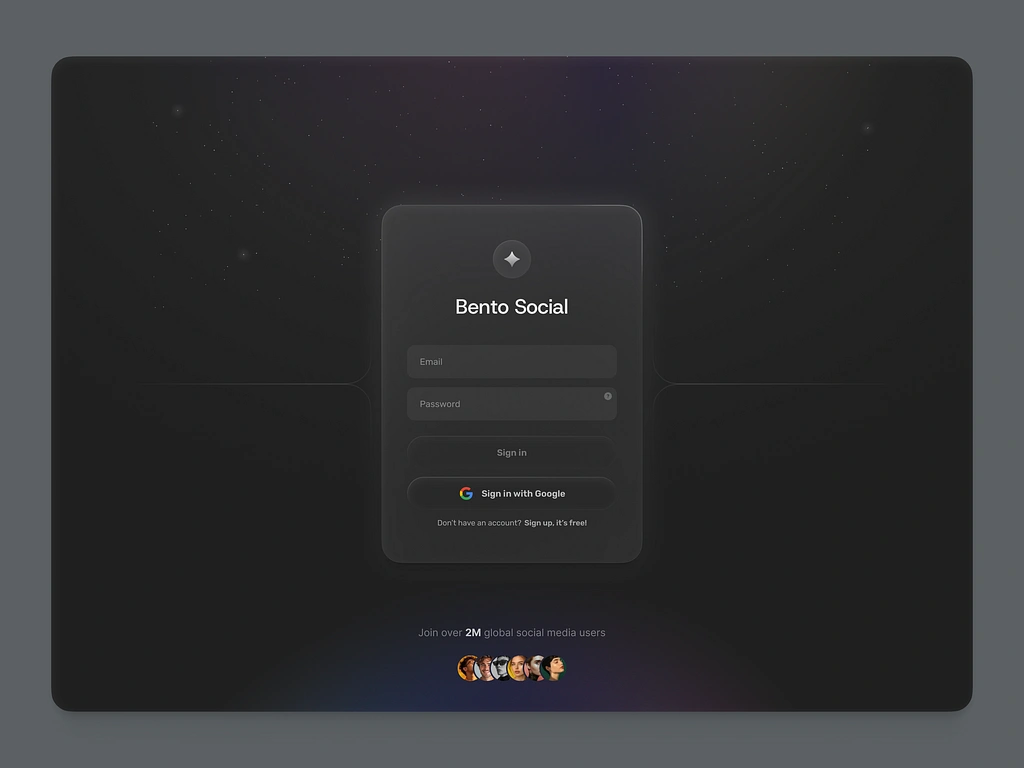 Bento Social
Email
Password
?
Sign in
Sign in with Google
Don't have an account? Sign up, it's free!
Join over 2M global social media users